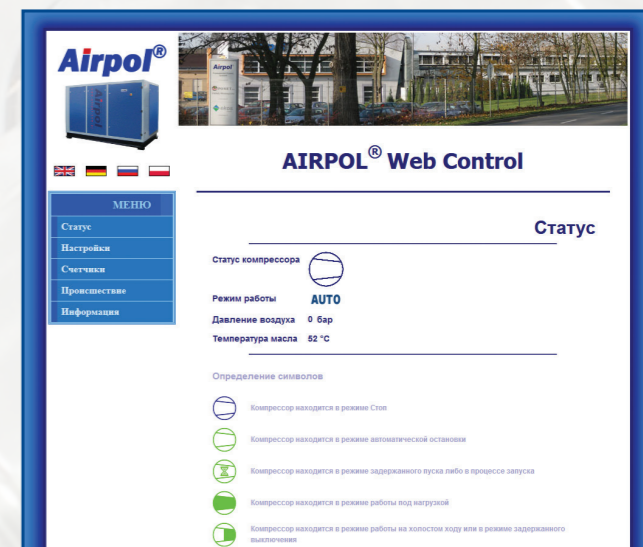 Airpol®
Airpol
Airpol
AIRPOL® Web Control
МЕНЮ
Статус
Настройки
Счетчики
Происшествие
Информация
Статус
Статус компрессора
Режим работы AUTO
Давление воздуха 0 бар
Температура масла 52 °C
Определение символов
Компрессор находится в режиме Стоп
Компрессор находится в режиме автоматической остановки
Компрессор находится в режиме задержанного пуска либо в процессе запуска
Компрессор находится в режиме работы под нагрузкой
Компрессор находится в режиме работы на холостом ходу или в режиме задержанного
выключения